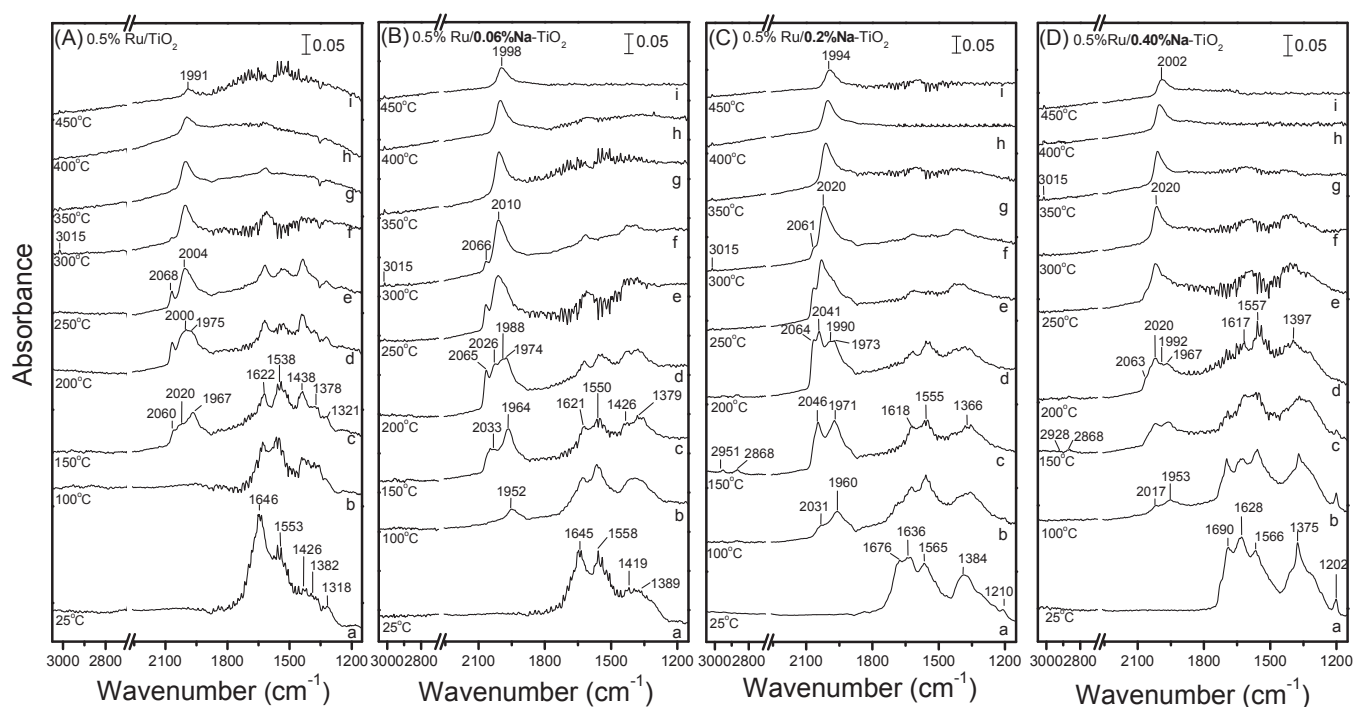 Absorbance
(A) 0.5% Ru/TiO₂
0.05
1991
i
450°C
h
400°C
g
350°C
f
3015
300°C
2068
2004
e
250°C
2000
1975
d
200°C
2060
2020
1967
1622
1538
1438
1378
1321
c
150°C
b
100°C
1646
1553
1426
1382
1318
25°C
a
3000 2800 2100 1800 1500 1200
Wavenumber (cm⁻¹)
(B) 0.5% Ru/0.06%Na-TiO₂
0.05
1998
i
450°C
h
400°C
g
350°C
2010
2066
f
3015
300°C
e
250°C
2065
2026
1988
1974
d
200°C
2033
1964
1621
1550
1426
1379
c
150°C
1952
b
100°C
1645
1558
1419
1389
25°C
a
3000 2800 2100 1800 1500 1200
Wavenumber (cm⁻¹)
(C) 0.5% Ru/0.2%Na-TiO₂
0.05
1994
i
450°C
h
400°C
g
350°C
2020
2061
f
3015
300°C
e
250°C
2064
2041
1990
1973
d
200°C
2046
1971
1618
1555
1366
c
2951
2868
150°C
2031
1960
b
100°C
1676
1636
1565
1384
1210
25°C
a
3000 2800 2100 1800 1500 1200
Wavenumber (cm⁻¹)
(D) 0.5%Ru/0.40%Na-TiO₂
0.05
2002
i
450°C
h
400°C
g
3015
350°C
2020
f
300°C
e
250°C
2063
2020
1992
1967
1617
1557
1397
d
200°C
c
2928
2868
150°C
2017
1953
b
100°C
1690
1628
1566
1375
1202
25°C
a
3000 2800 2100 1800 1500 1200
Wavenumber (cm⁻¹)